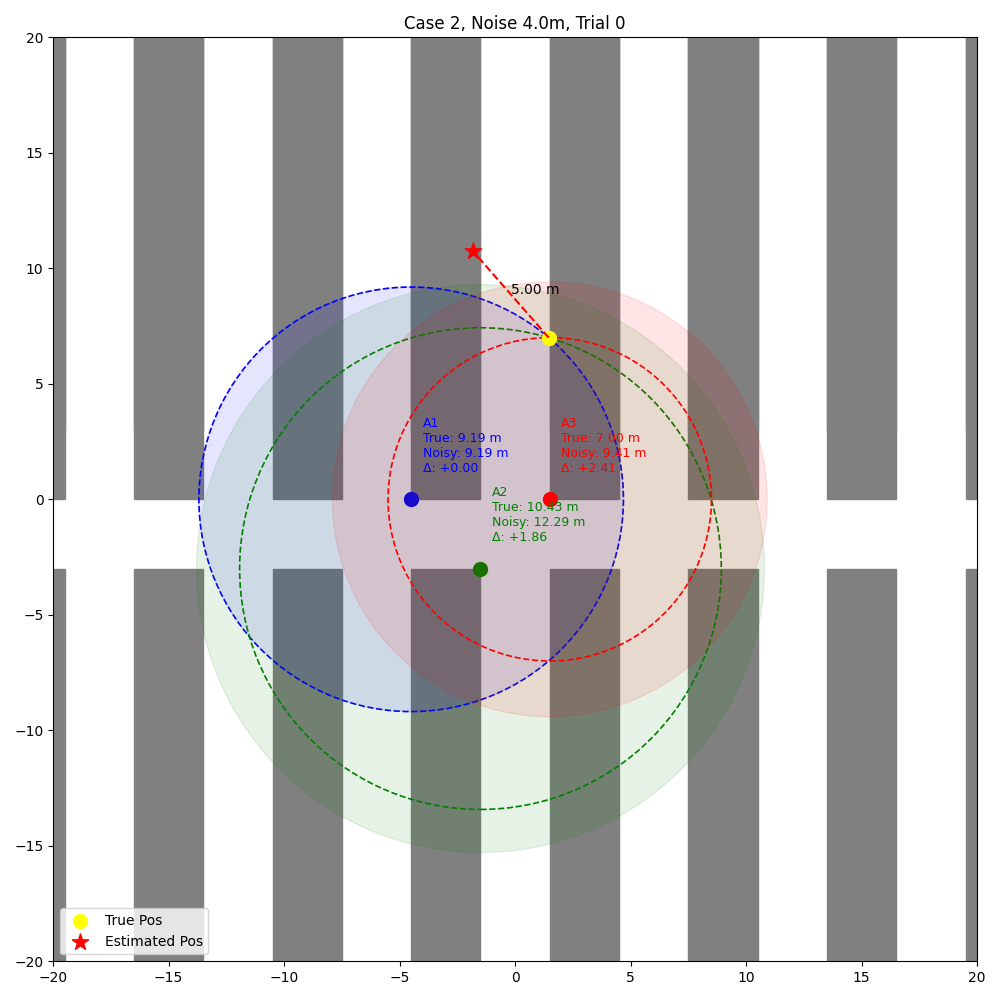 Case 2, Noise 4.0m, Trial 0
20
15
10
5
0
−5
−10
−15
−20
5.00 m
A1
True: 9.19 m
Noisy: 9.19 m
Δ: +0.00
A3
True: 7.00 m
Noisy: 9.41 m
Δ: +2.41
A2
True: 10.43 m
Noisy: 12.29 m
Δ: +1.86
True Pos
Estimated Pos
−20
−15
−10
−5
0
5
10
15
20